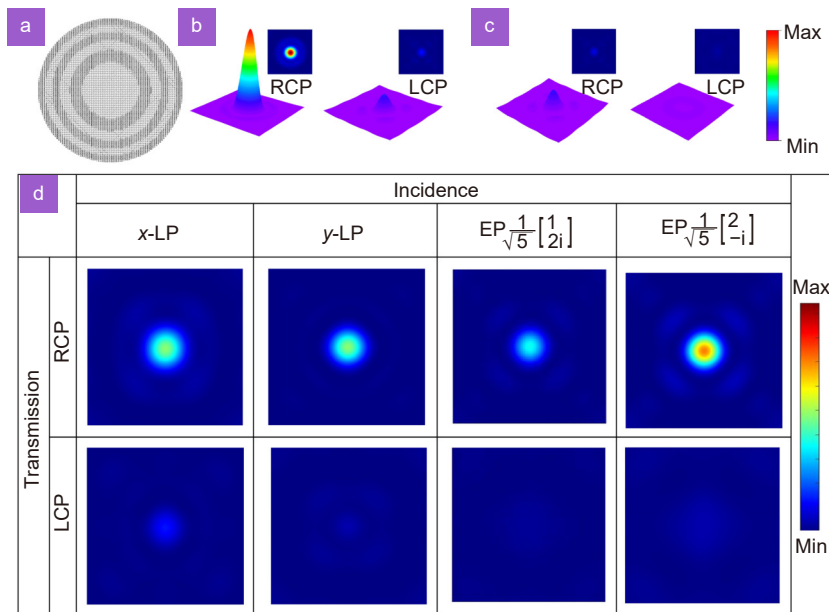 a
b
c
RCP
LCP
RCP
LCP
Max
Min
d
Incidence
x-LP
y-LP
EP 1/√5 [1 2i]
EP 1/√5 [2 -i]
Transmission
RCP
LCP
Max
Min